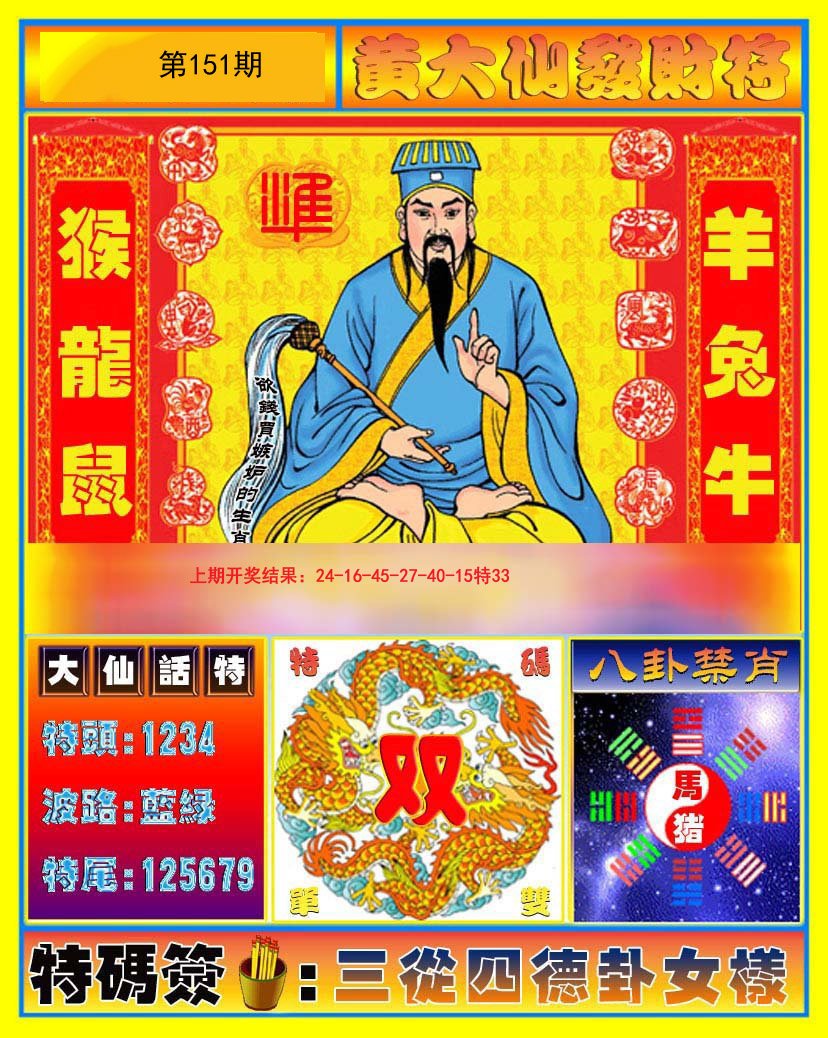 第151期
黃大仙發財符
猴龍鼠
羊兔牛
欲錢買嫉妒的生肖
上期开奖结果：24-16-45-27-40-15特33
大仙話特
特頭:1234
波路:藍綠
特尾:125679
特碼
双
單雙
八卦禁肖
馬
猪
特碼簽:三從四德卦女樣